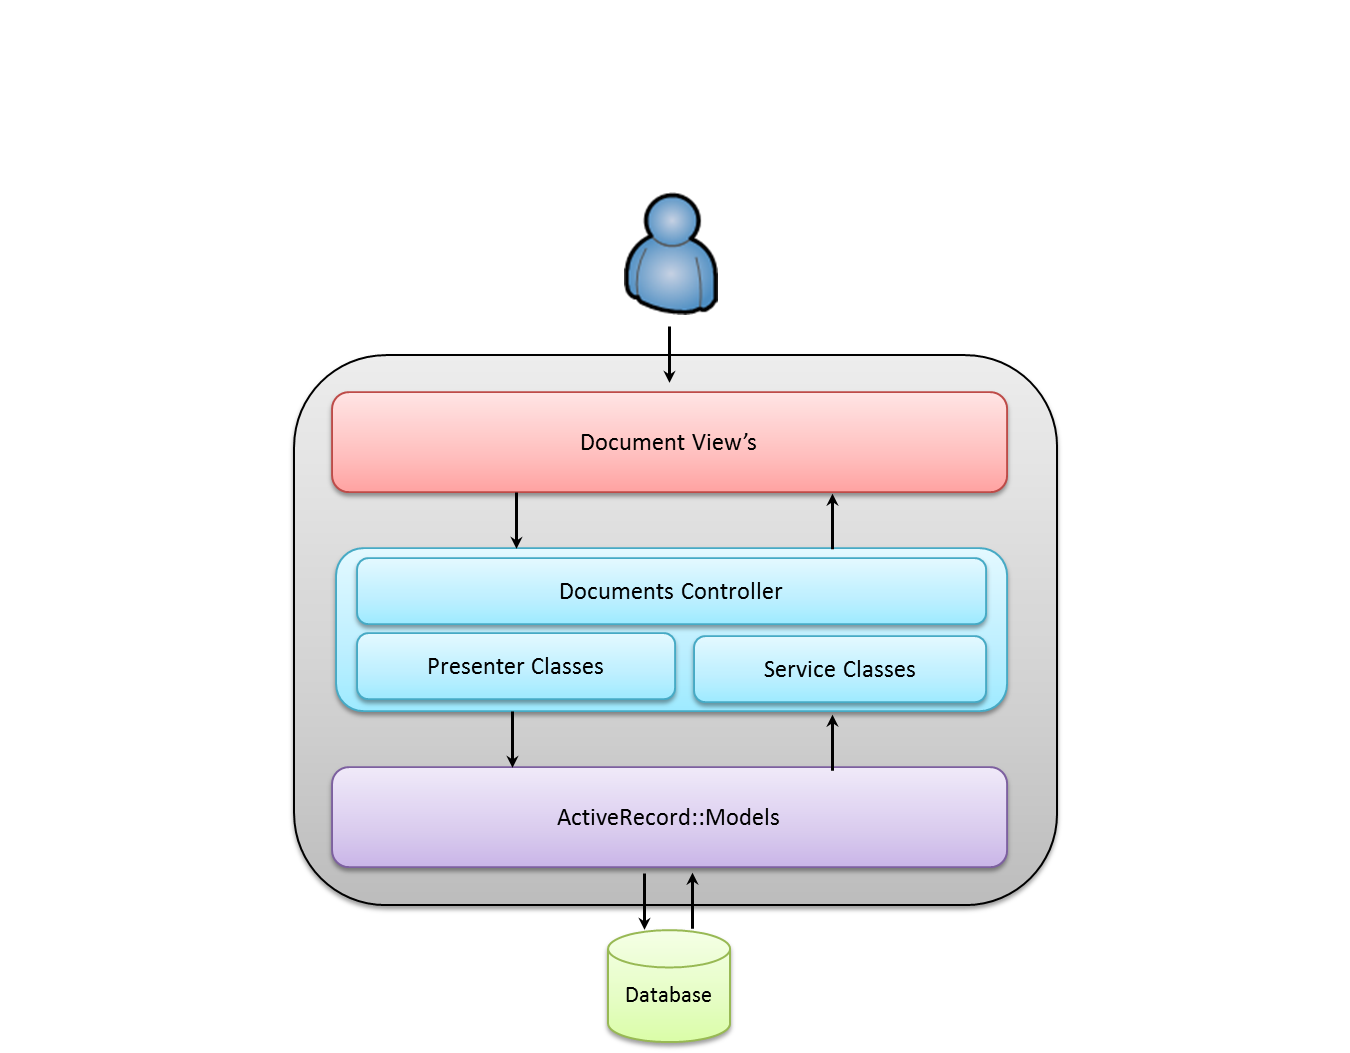 Document View’s
Documents Controller
Presenter Classes
Service Classes
ActiveRecord::Models
Database